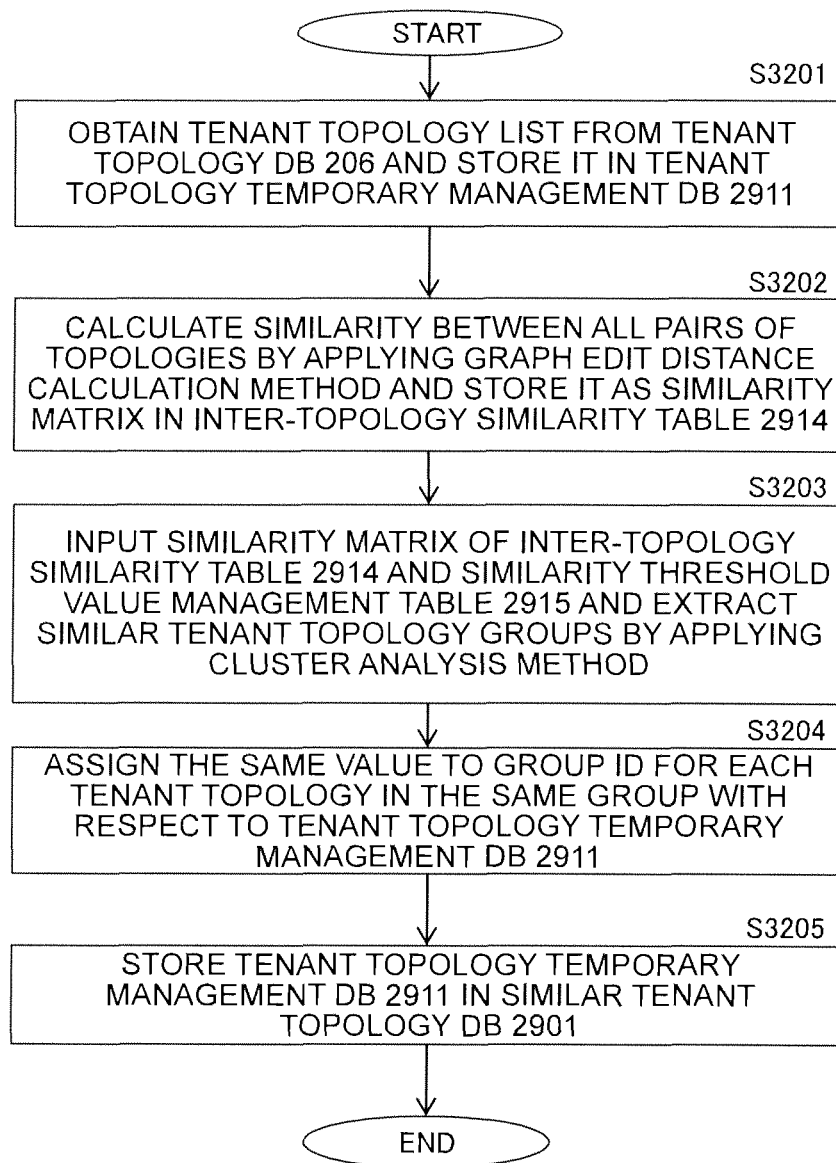 START
S3201
OBTAIN TENANT TOPOLOGY LIST FROM TENANT
TOPOLOGY DB 206 AND STORE IT IN TENANT
TOPOLOGY TEMPORARY MANAGEMENT DB 2911
S3202
CALCULATE SIMILARITY BETWEEN ALL PAIRS OF
TOPOLOGIES BY APPLYING GRAPH EDIT DISTANCE
CALCULATION METHOD AND STORE IT AS SIMILARITY
MATRIX IN INTER-TOPOLOGY SIMILARITY TABLE 2914
S3203
INPUT SIMILARITY MATRIX OF INTER-TOPOLOGY
SIMILARITY TABLE 2914 AND SIMILARITY THRESHOLD
VALUE MANAGEMENT TABLE 2915 AND EXTRACT
SIMILAR TENANT TOPOLOGY GROUPS BY APPLYING
CLUSTER ANALYSIS METHOD
S3204
ASSIGN THE SAME VALUE TO GROUP ID FOR EACH
TENANT TOPOLOGY IN THE SAME GROUP WITH
RESPECT TO TENANT TOPOLOGY TEMPORARY
MANAGEMENT DB 2911
S3205
STORE TENANT TOPOLOGY TEMPORARY
MANAGEMENT DB 2911 IN SIMILAR TENANT
TOPOLOGY DB 2901
END